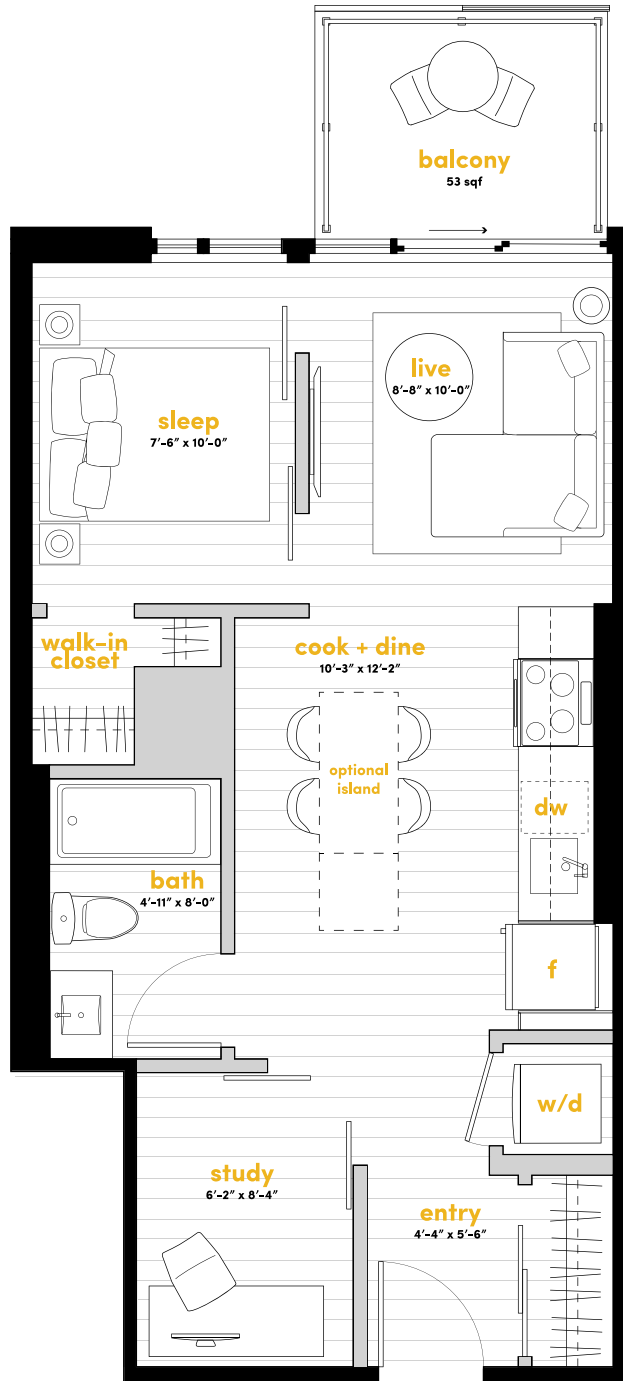 balcony
53 sqf
live
8′-8″ x 10′-0″
sleep
7′-6″ x 10′-0″
walk-in
closet
cook + dine
10′-3″ x 12′-2″
optional
island
dw
bath
4′-11″ x 8′-0″
f
w/d
study
6′-2″ x 8′-4″
entry
4′-4″ x 5′-6″